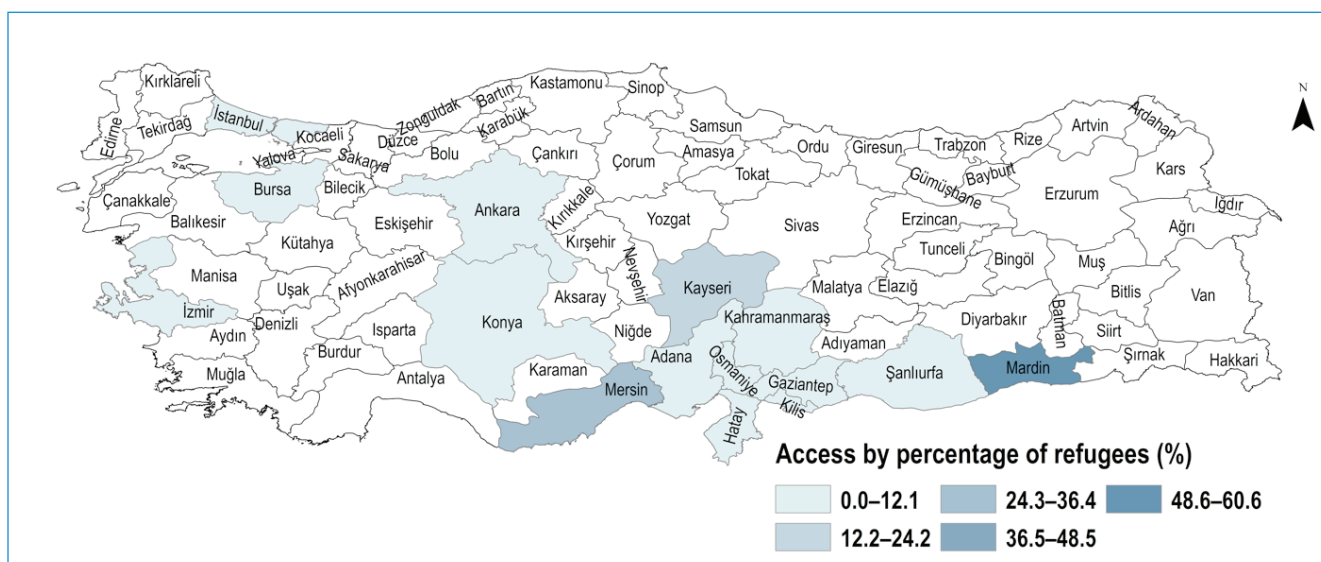 N
Kırklareli
Edirne
Tekirdağ
İstanbul
Kocaeli
Yalova
Sakarya
Düzce
Zongutdak
Bartın
Karabük
Kastamonu
Sinop
Bolu
Çankırı
Çorum
Samsun
Amasya
Tokat
Ordu
Giresun
Trabzon
Gümüşhane
Bayburt
Rize
Artvin
Ardahan
Kars
Iğdır
Erzurum
Ağrı
Çanakkale
Balıkesir
Bursa
Bilecik
Eskişehir
Ankara
Kırıkkale
Yozgat
Sivas
Erzincan
Tunceli
Bingöl
Muş
Kütahya
Kırşehir
Nevşehir
Kayseri
Malatya
Elazığ
Bitlis
Van
Manisa
Uşak
Afyonkarahisar
Aksaray
İzmir
Aydın
Denizli
Isparta
Konya
Niğde
Kahramanmaraş
Adıyaman
Diyarbakır
Batman
Siirt
Şırnak
Hakkari
Muğla
Burdur
Antalya
Karaman
Mersin
Adana
Osmaniye
Gaziantep
Kilis
Hatay
Şanlıurfa
Mardin
Access by percentage of refugees (%)
0.0–12.1 24.3–36.4 48.6–60.6
12.2–24.2 36.5–48.5